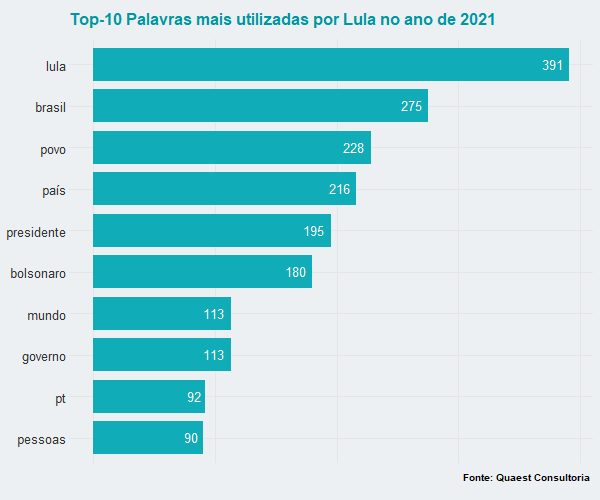 Top-10 Palavras mais utilizadas por Lula no ano de 2021
lula 391
brasil 275
povo 228
país 216
presidente 195
bolsonaro 180
mundo 113
governo 113
pt 92
pessoas 90
Fonte: Quaest Consultoria